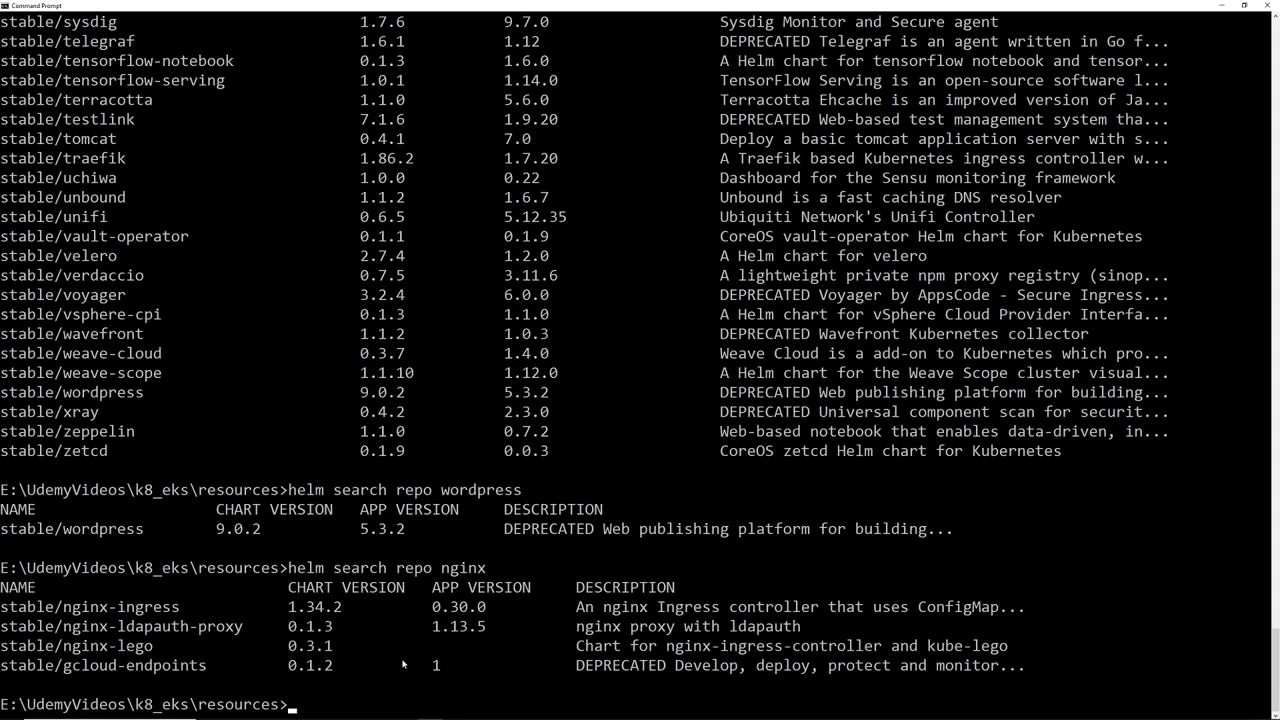 Command Prompt
stable/sysdig 1.7.6 9.7.0 Sysdig Monitor and Secure agent
stable/telegraf 1.6.1 1.12 DEPRECATED Telegraf is an agent written in Go f...
stable/tensorflow-notebook 0.1.3 1.6.0 A Helm chart for tensorflow notebook and tensor...
stable/tensorflow-serving 1.0.1 1.14.0 TensorFlow Serving is an open-source software l...
stable/terracotta 1.1.0 5.6.0 Terracotta Ehcache is an improved version of Ja...
stable/testlink 7.1.6 1.9.20 DEPRECATED Web-based test management system tha...
stable/tomcat 0.4.1 7.0 Deploy a basic tomcat application server with s...
stable/traefik 1.86.2 1.7.20 A Traefik based Kubernetes ingress controller w...
stable/uchiwa 1.0.0 0.22 Dashboard for the Sensu monitoring framework
stable/unbound 1.1.2 1.6.7 Unbound is a fast caching DNS resolver
stable/unifi 0.6.5 5.12.35 Ubiquiti Network's Unifi Controller
stable/vault-operator 0.1.1 0.1.9 CoreOS vault-operator Helm chart for Kubernetes
stable/velero 2.7.4 1.2.0 A Helm chart for velero
stable/verdaccio 0.7.5 3.11.6 A lightweight private npm proxy registry (sinop...
stable/voyager 3.2.4 6.0.0 DEPRECATED Voyager by AppsCode - Secure Ingress...
stable/vsphere-cpi 0.1.3 1.1.0 A Helm chart for vSphere Cloud Provider Interfa...
stable/wavefront 1.1.2 1.0.3 DEPRECATED Wavefront Kubernetes collector
stable/weave-cloud 0.3.7 1.4.0 Weave Cloud is a add-on to Kubernetes which pro...
stable/weave-scope 1.1.10 1.12.0 A Helm chart for the Weave Scope cluster visual...
stable/wordpress 9.0.2 5.3.2 DEPRECATED Web publishing platform for building...
stable/xray 0.4.2 2.3.0 DEPRECATED Universal component scan for securit...
stable/zeppelin 1.1.0 0.7.2 Web-based notebook that enables data-driven, in...
stable/zetcd 0.1.9 0.0.3 CoreOS zetcd Helm chart for Kubernetes
E:\UdemyVideos\k8_eks\resources>helm search repo wordpress
NAME CHART VERSION APP VERSION DESCRIPTION
stable/wordpress 9.0.2 5.3.2 DEPRECATED Web publishing platform for building...
E:\UdemyVideos\k8_eks\resources>helm search repo nginx
NAME CHART VERSION APP VERSION DESCRIPTION
stable/nginx-ingress 1.34.2 0.30.0 An nginx Ingress controller that uses ConfigMap...
stable/nginx-ldapauth-proxy 0.1.3 1.13.5 nginx proxy with ldapauth
stable/nginx-lego 0.3.1 Chart for nginx-ingress-controller and kube-lego
stable/gcloud-endpoints 0.1.2 1 DEPRECATED Develop, deploy, protect and monitor...
E:\UdemyVideos\k8_eks\resources>